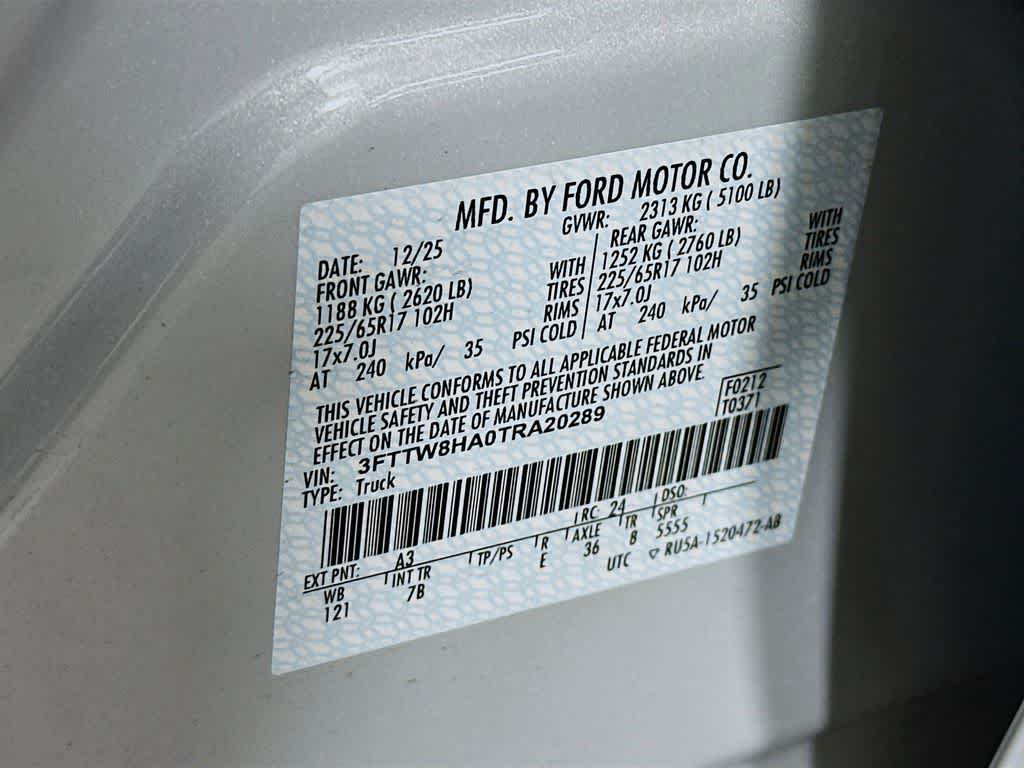 MFD. BY FORD MOTOR CO.
DATE: 12/25 GVWR: 2313 KG ( 5100 LB)
FRONT GAWR: REAR GAWR:
1188 KG ( 2620 LB) WITH 1252 KG ( 2760 LB) WITH
225/65R17 102H TIRES 225/65R17 102H TIRES
17x7.0J RIMS 17x7.0J RIMS
AT 240 kPa/ 35 PSI COLD AT 240 kPa/ 35 PSI COLD
THIS VEHICLE CONFORMS TO ALL APPLICABLE FEDERAL MOTOR
VEHICLE SAFETY AND THEFT PREVENTION STANDARDS IN
EFFECT ON THE DATE OF MANUFACTURE SHOWN ABOVE.
VIN: 3FTTW8HA0TRA20289 F0212
TYPE: Truck T0371
EXT PNT: A3 RC: 24 DSO:
WB INT TR TP/PS R AXLE TR SPR
121 7B E 36 8 5555
UTC ▽ RU5A-1520472-AB